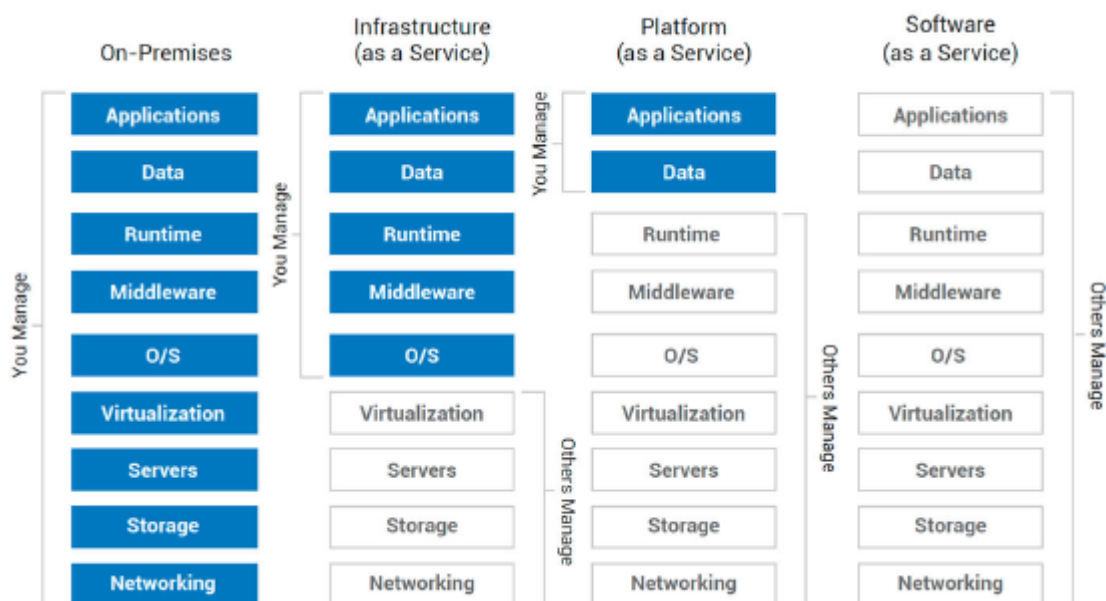 On-Premises
Infrastructure
(as a Service)
Platform
(as a Service)
Software
(as a Service)
You Manage
Applications
Data
Runtime
Middleware
O/S
Virtualization
Servers
Storage
Networking
You Manage
Applications
Data
Runtime
Middleware
O/S
Virtualization
Servers
Storage
Networking
Others Manage
You Manage
Applications
Data
Runtime
Middleware
O/S
Virtualization
Servers
Storage
Networking
Others Manage
Applications
Data
Runtime
Middleware
O/S
Virtualization
Servers
Storage
Networking
Others Manage